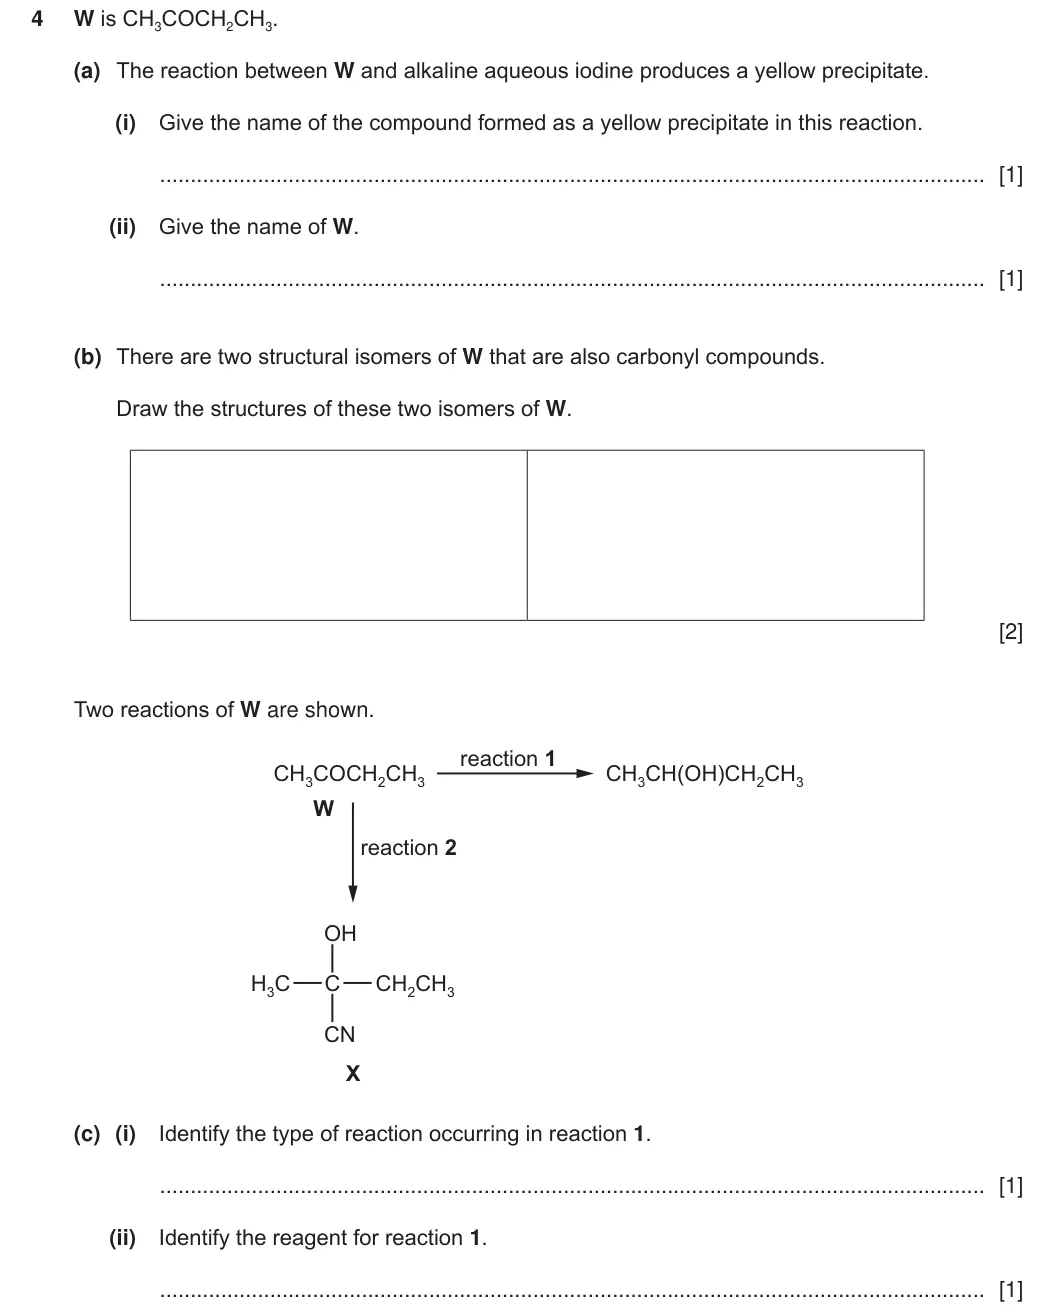 4 W is CH₃COCH₂CH₃.
(a) The reaction between W and alkaline aqueous iodine produces a yellow precipitate.
(i) Give the name of the compound formed as a yellow precipitate in this reaction.
[1]
(ii) Give the name of W.
[1]
(b) There are two structural isomers of W that are also carbonyl compounds.
Draw the structures of these two isomers of W.
[2]
Two reactions of W are shown.
CH₃COCH₂CH₃ reaction 1 CH₃CH(OH)CH₂CH₃
W
reaction 2
OH
H₃C—C—CH₂CH₃
CN
X
(c) (i) Identify the type of reaction occurring in reaction 1.
[1]
(ii) Identify the reagent for reaction 1.
[1]